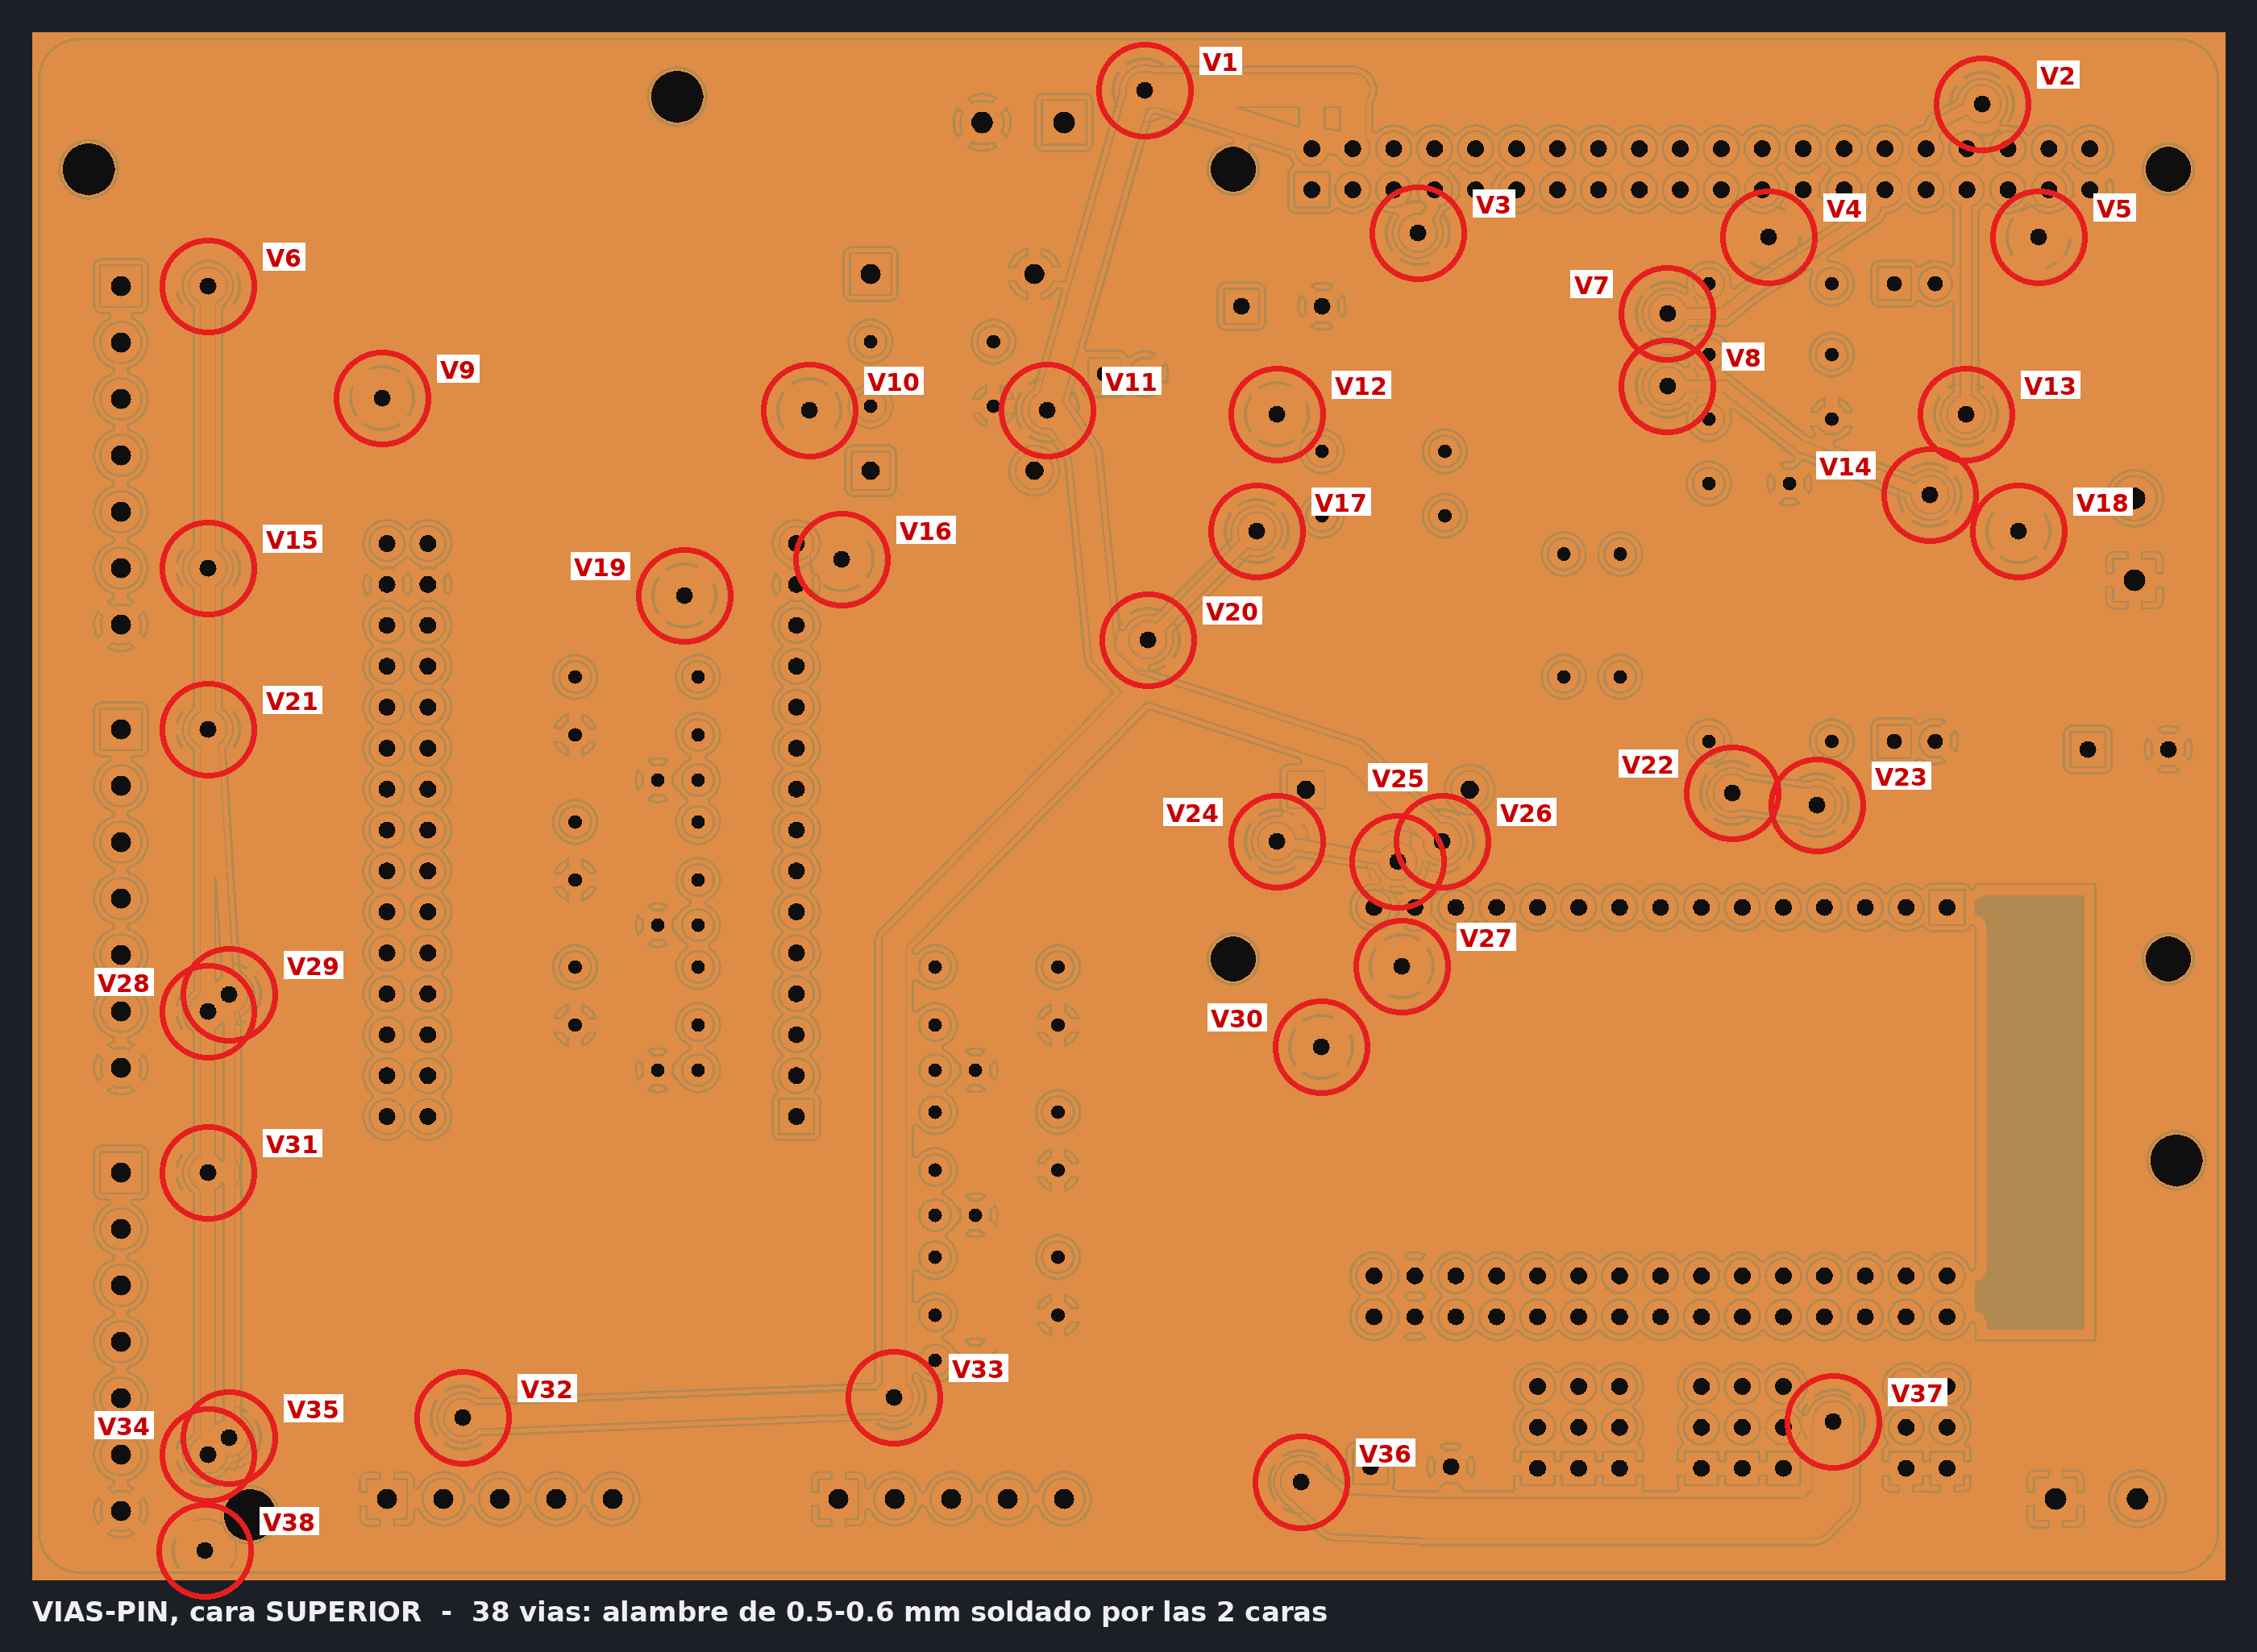 V1
V2
V3
V4
V5
V6
V7
V8
V9
V10
V11
V12
V13
V14
V15
V16
V17
V18
V19
V20
V21
V22
V23
V24
V25
V26
V27
V28
V29
V30
V31
V32
V33
V34
V35
V36
V37
V38
VIAS-PIN, cara SUPERIOR - 38 vias: alambre de 0.5-0.6 mm soldado por las 2 caras